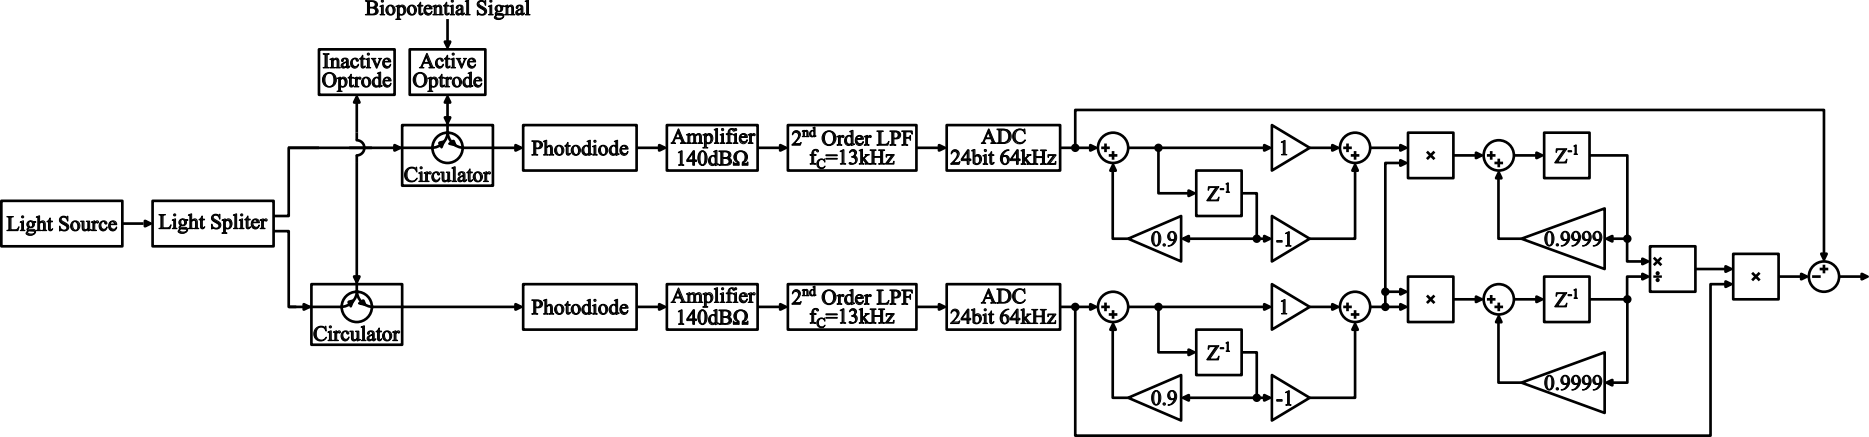 Biopotential Signal
Inactive
Optrode
Active
Optrode
Circulator
Photodiode
Amplifier
140dBΩ
2nd Order LPF
fC=13kHz
ADC
24bit 64kHz
+
+
1
+
+
×
+
+
Z-1
Z-1
0.9
-1
0.9999
Light Source
Light Spliter
×
÷
×
+
−
Circulator
Photodiode
Amplifier
140dBΩ
2nd Order LPF
fC=13kHz
ADC
24bit 64kHz
+
+
1
+
+
×
+
+
Z-1
Z-1
0.9
-1
0.9999